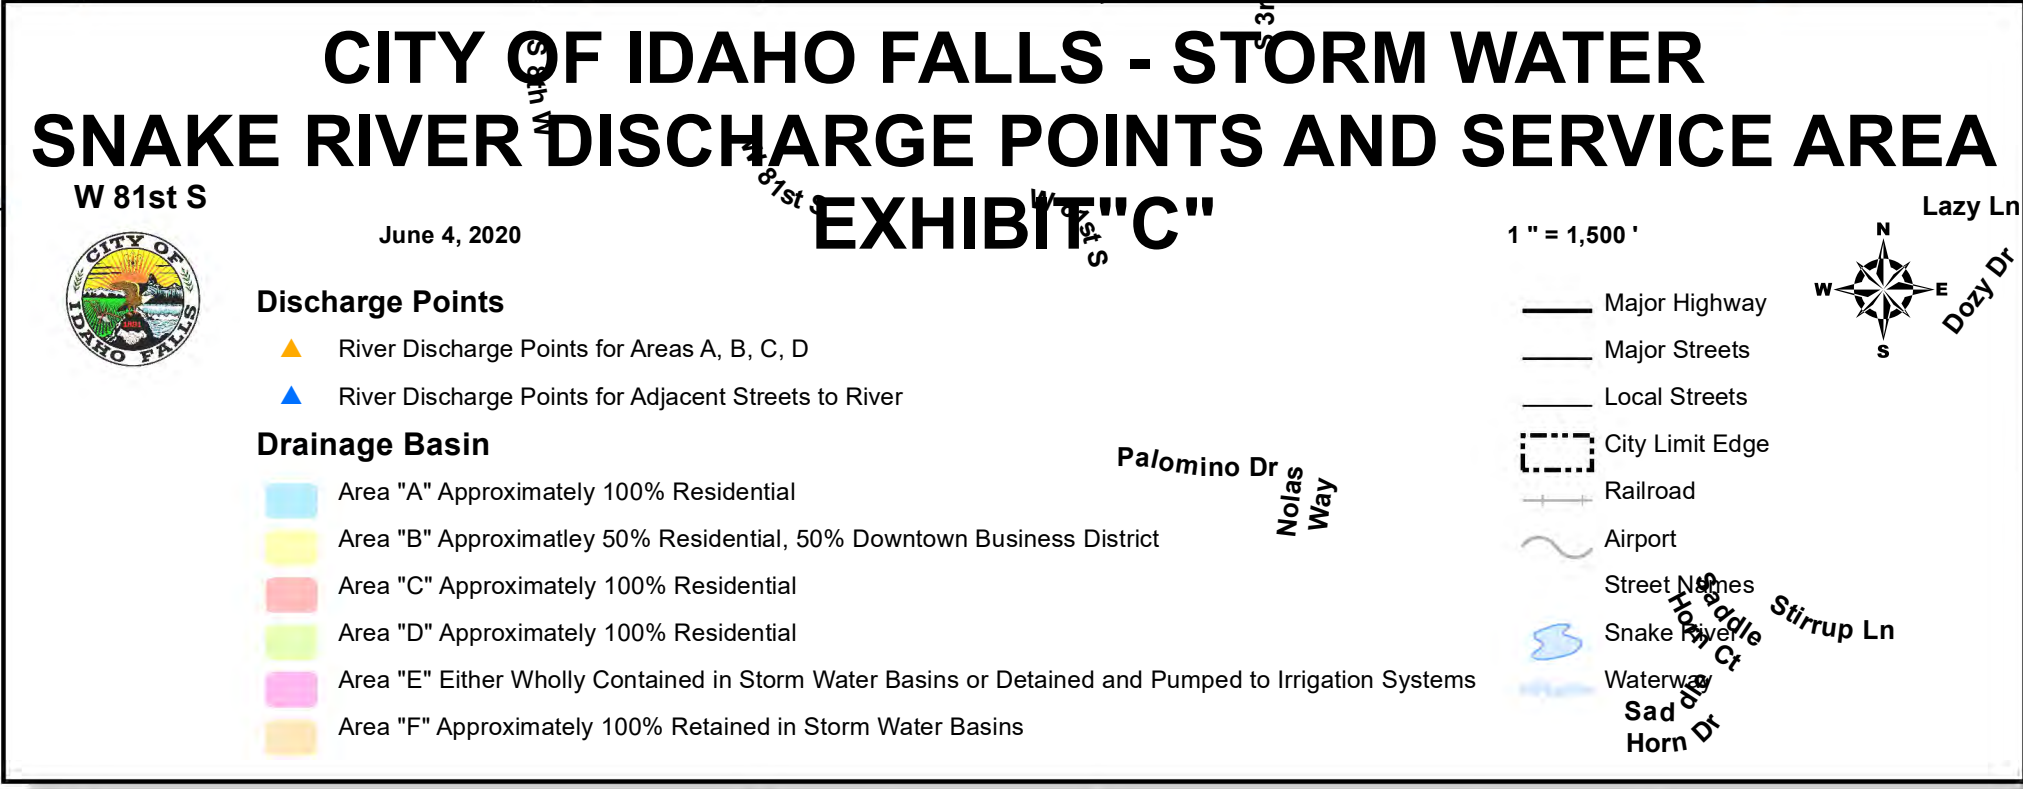 CITY OF IDAHO FALLS - STORM WATER
SNAKE RIVER DISCHARGE POINTS AND SERVICE AREA
EXHIBIT "C"
S 8th W
W 81st S
W 81st S
W 81st S
Lazy Ln
Dozy Dr
June 4, 2020
1 " = 1,500 '
N
W
E
S
CITY OF
IDAHO FALLS
1891
Discharge Points
River Discharge Points for Areas A, B, C, D
River Discharge Points for Adjacent Streets to River
Drainage Basin
Area "A" Approximately 100% Residential
Area "B" Approximatley 50% Residential, 50% Downtown Business District
Area "C" Approximately 100% Residential
Area "D" Approximately 100% Residential
Area "E" Either Wholly Contained in Storm Water Basins or Detained and Pumped to Irrigation Systems
Area "F" Approximately 100% Retained in Storm Water Basins
Palomino Dr
Nolas
Way
Major Highway
Major Streets
Local Streets
City Limit Edge
Railroad
Airport
Street Names
Snake River
Waterway
Saddle
Horn Ct
Stirrup Ln
Saddle
Horn Dr